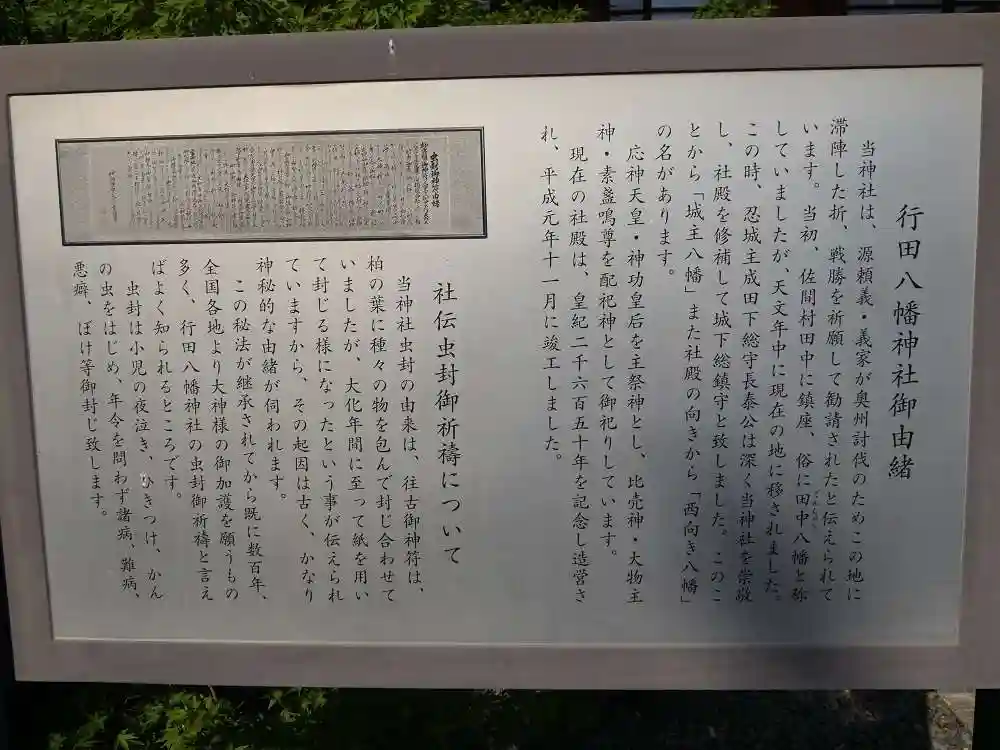 行田八幡神社御由緒
当神社は、源頼義・義家が奥州討伐のためこの地に
滞陣した折、戦勝を祈願して勧請されたと伝えられて
います。当初、佐間村田中に鎮座、俗に田中八幡と称
していましたが、天文年中に現在の地に移されました。
この時、忍城主成田下総守長泰公は深く当神社を崇敬
し、社殿を修補して城下総鎮守と致しました。このこ
とから「城主八幡」また社殿の向きから「西向き八幡」
の名があります。
応神天皇・神功皇后を主祭神とし、比売神・大物主
神・素盞鳴尊を配祀神として御祀りしています。
現在の社殿は、皇紀二千六百五十年を記念し造営さ
れ、平成元年十一月に竣工しました。
社伝虫封御祈禱について
当神社虫封の由来は、往古御神符は、
柏の葉に種々の物を包んで封じ合わせて
いましたが、大化年間に至って紙を用い
て封じる様になったという事が伝えられ
ていますから、その起因は古く、かなり
神秘的な由緒が伺われます。
この秘法が継承されてから既に数百年、
全国各地より大神様の御加護を願うもの
多く、行田八幡神社の虫封御祈禱と言え
ばよく知られるところです。
虫封は小児の夜泣き、ひきつけ、かん
の虫をはじめ、年令を問わず諸病、難病、
悪癖、ぼけ等御封じ致します。